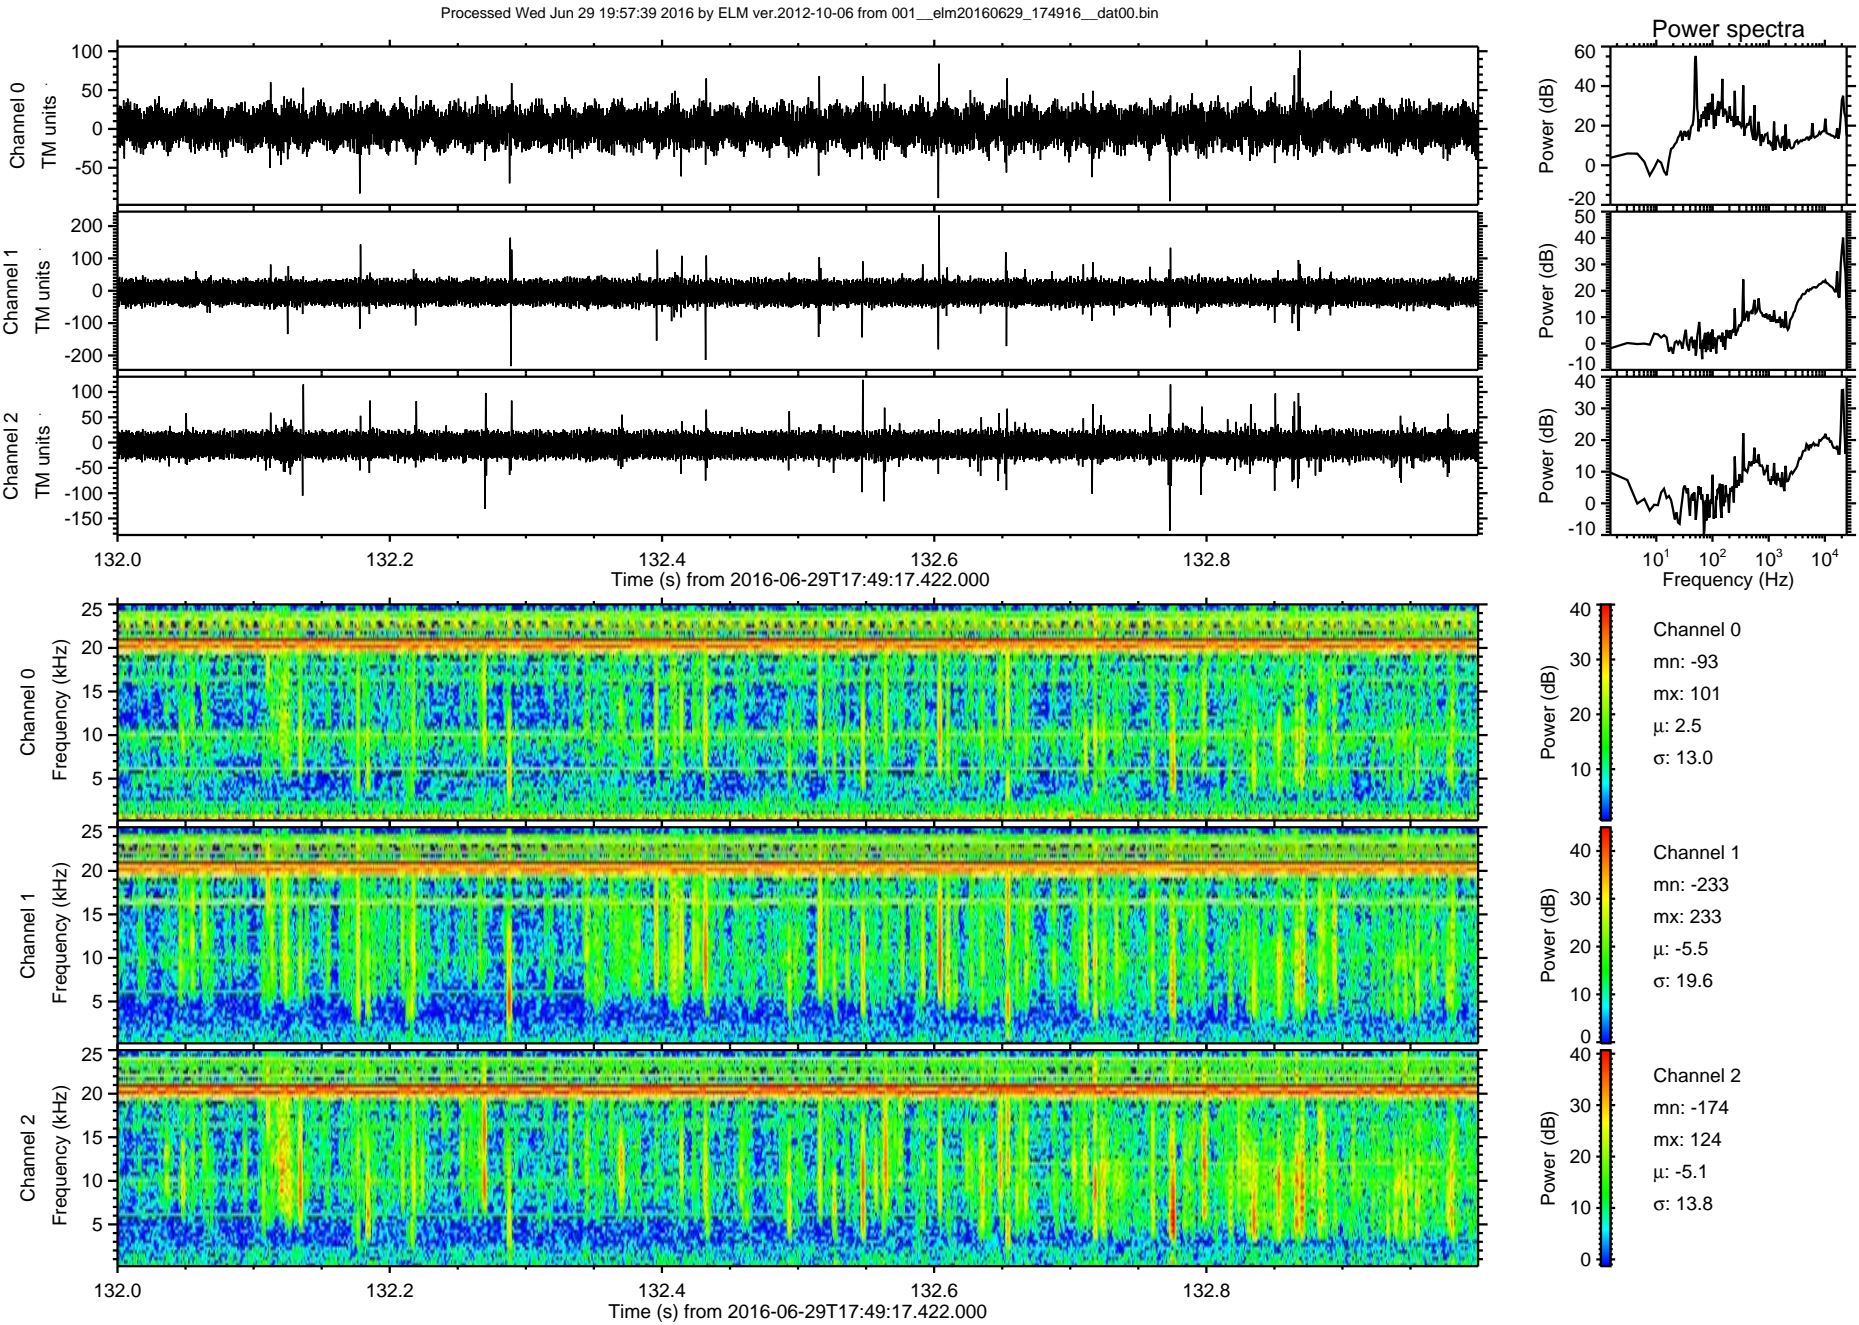 Processed Wed Jun 29 19:57:39 2016 by ELM ver.2012-10-06 from 001__elm20160629_174916__dat00.bin
Power spectra
Channel 0
TM units
100
50
0
-50
Power (dB)
60
40
20
0
-20
Channel 1
TM units
200
100
0
-100
-200
Power (dB)
50
40
30
20
10
0
-10
Channel 2
TM units
100
50
0
-50
-100
-150
Power (dB)
40
30
20
10
0
-10
132.0 132.2 132.4 132.6 132.8
Time (s) from 2016-06-29T17:49:17.422.000
10¹ 10² 10³ 10⁴
Frequency (Hz)
Channel 0
Frequency (kHz)
25
20
15
10
5
Power (dB)
40
30
20
10
Channel 0
mn: -93
mx: 101
μ: 2.5
σ: 13.0
Channel 1
Frequency (kHz)
25
20
15
10
5
Power (dB)
40
30
20
10
0
Channel 1
mn: -233
mx: 233
μ: -5.5
σ: 19.6
Channel 2
Frequency (kHz)
25
20
15
10
5
Power (dB)
40
30
20
10
0
Channel 2
mn: -174
mx: 124
μ: -5.1
σ: 13.8
132.0 132.2 132.4 132.6 132.8
Time (s) from 2016-06-29T17:49:17.422.000